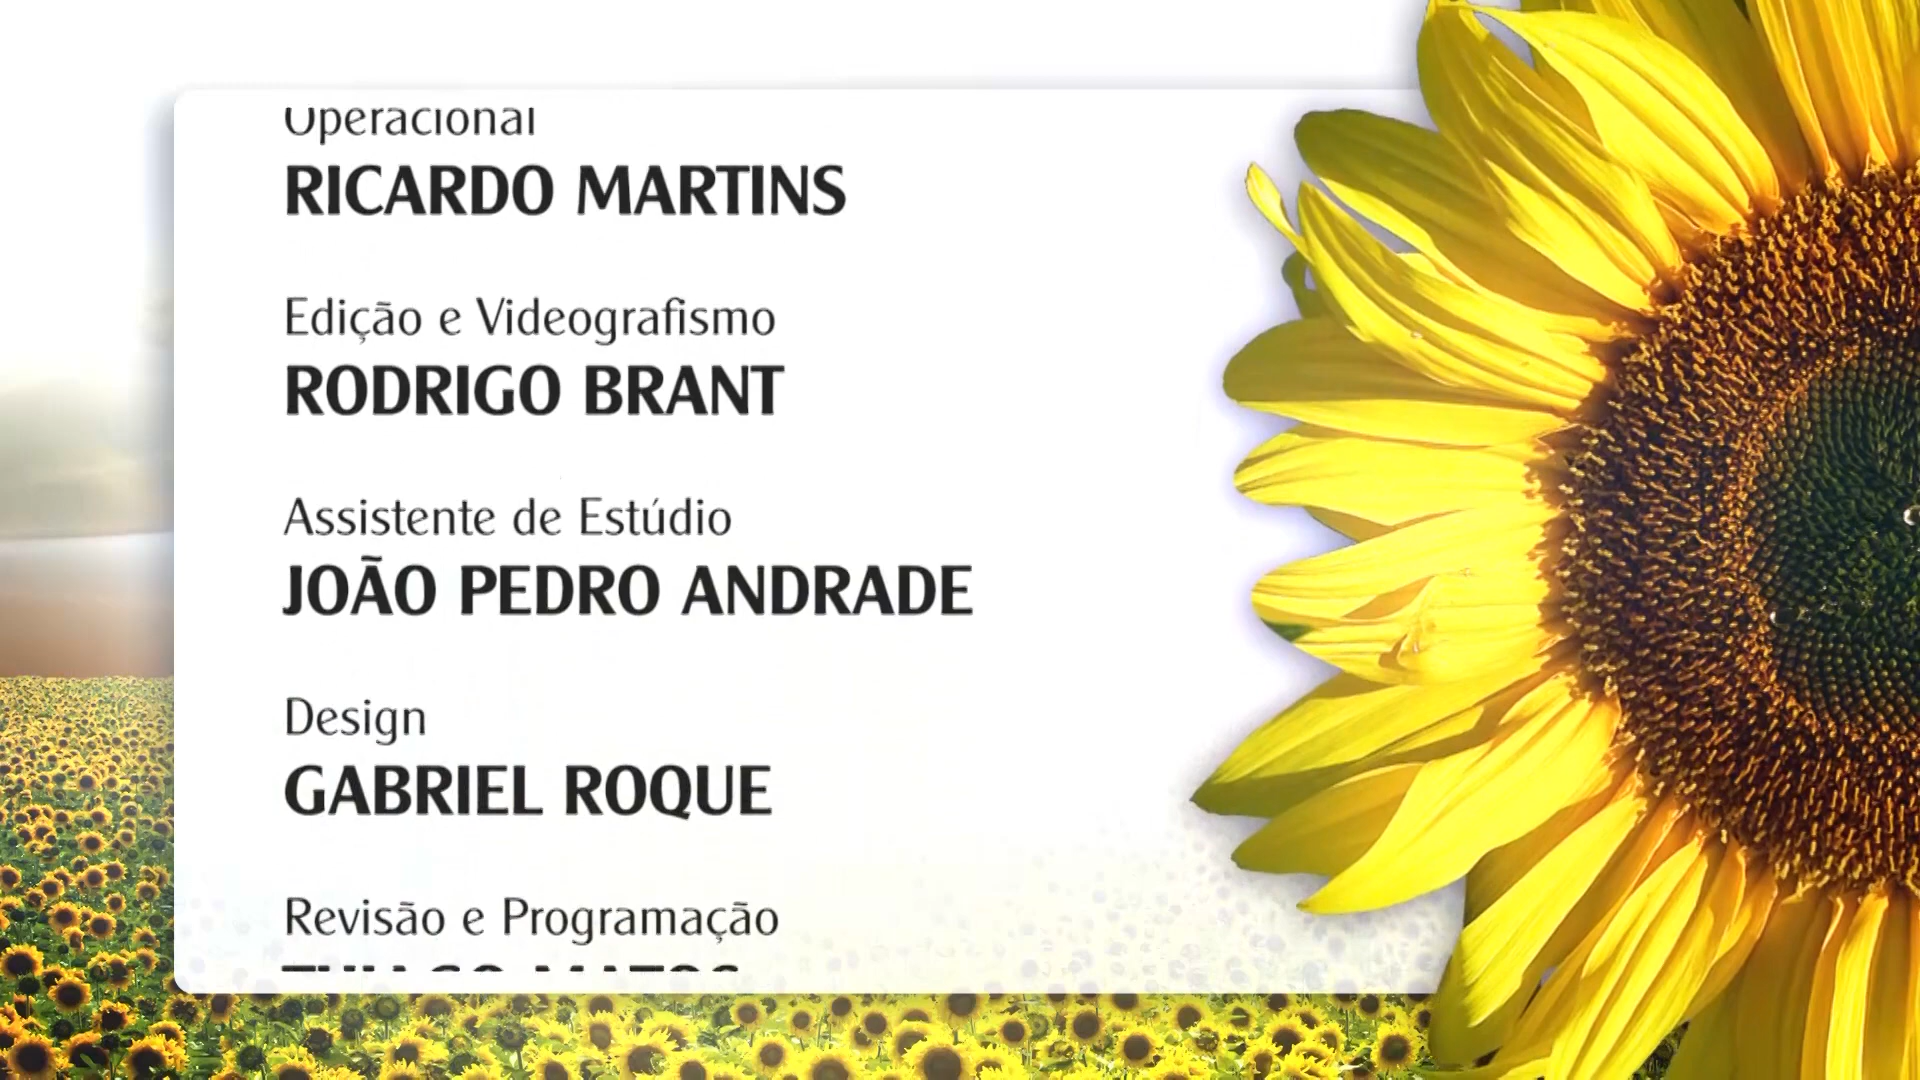 Operacional
RICARDO MARTINS
Edição e Videografismo
RODRIGO BRANT
Assistente de Estúdio
JOÃO PEDRO ANDRADE
Design
GABRIEL ROQUE
Revisão e Programação